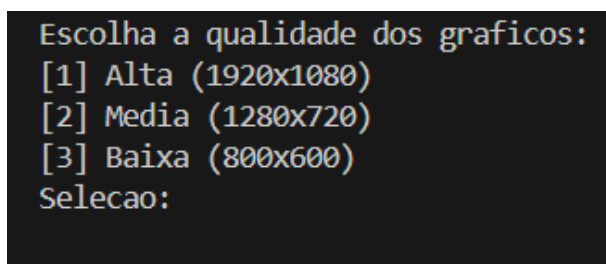 Escolha a qualidade dos graficos:
[1] Alta (1920x1080)
[2] Media (1280x720)
[3] Baixa (800x600)
Selecao: